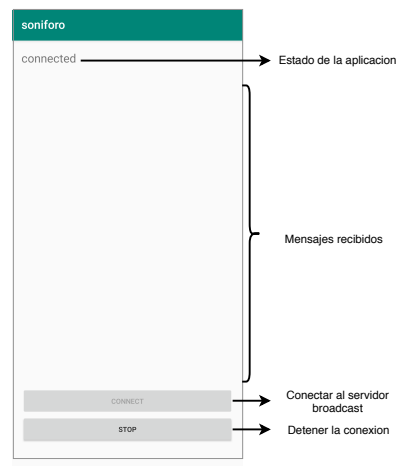 soniforo
connected
Estado de la aplicacion
Mensajes recibidos
CONNECT
Conectar al servidor
broadcast
STOP
Detener la conexion